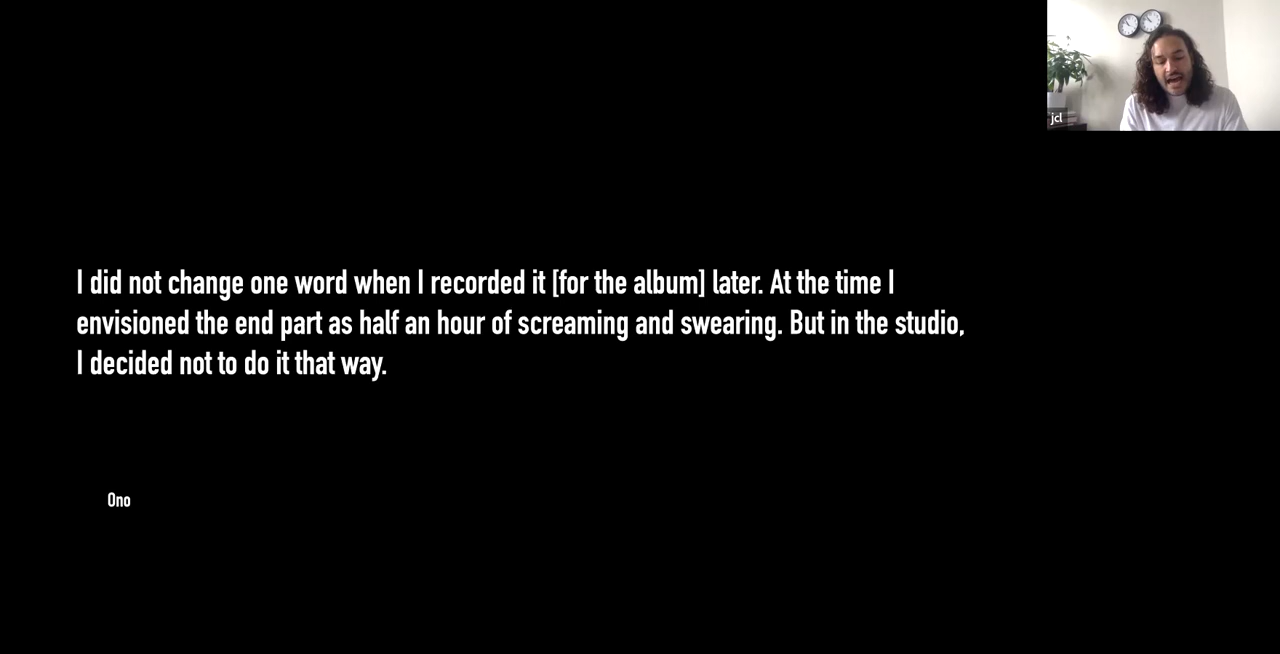 jcl
I did not change one word when I recorded it [for the album] later. At the time I
envisioned the end part as half an hour of screaming and swearing. But in the studio,
I decided not to do it that way.
Ono